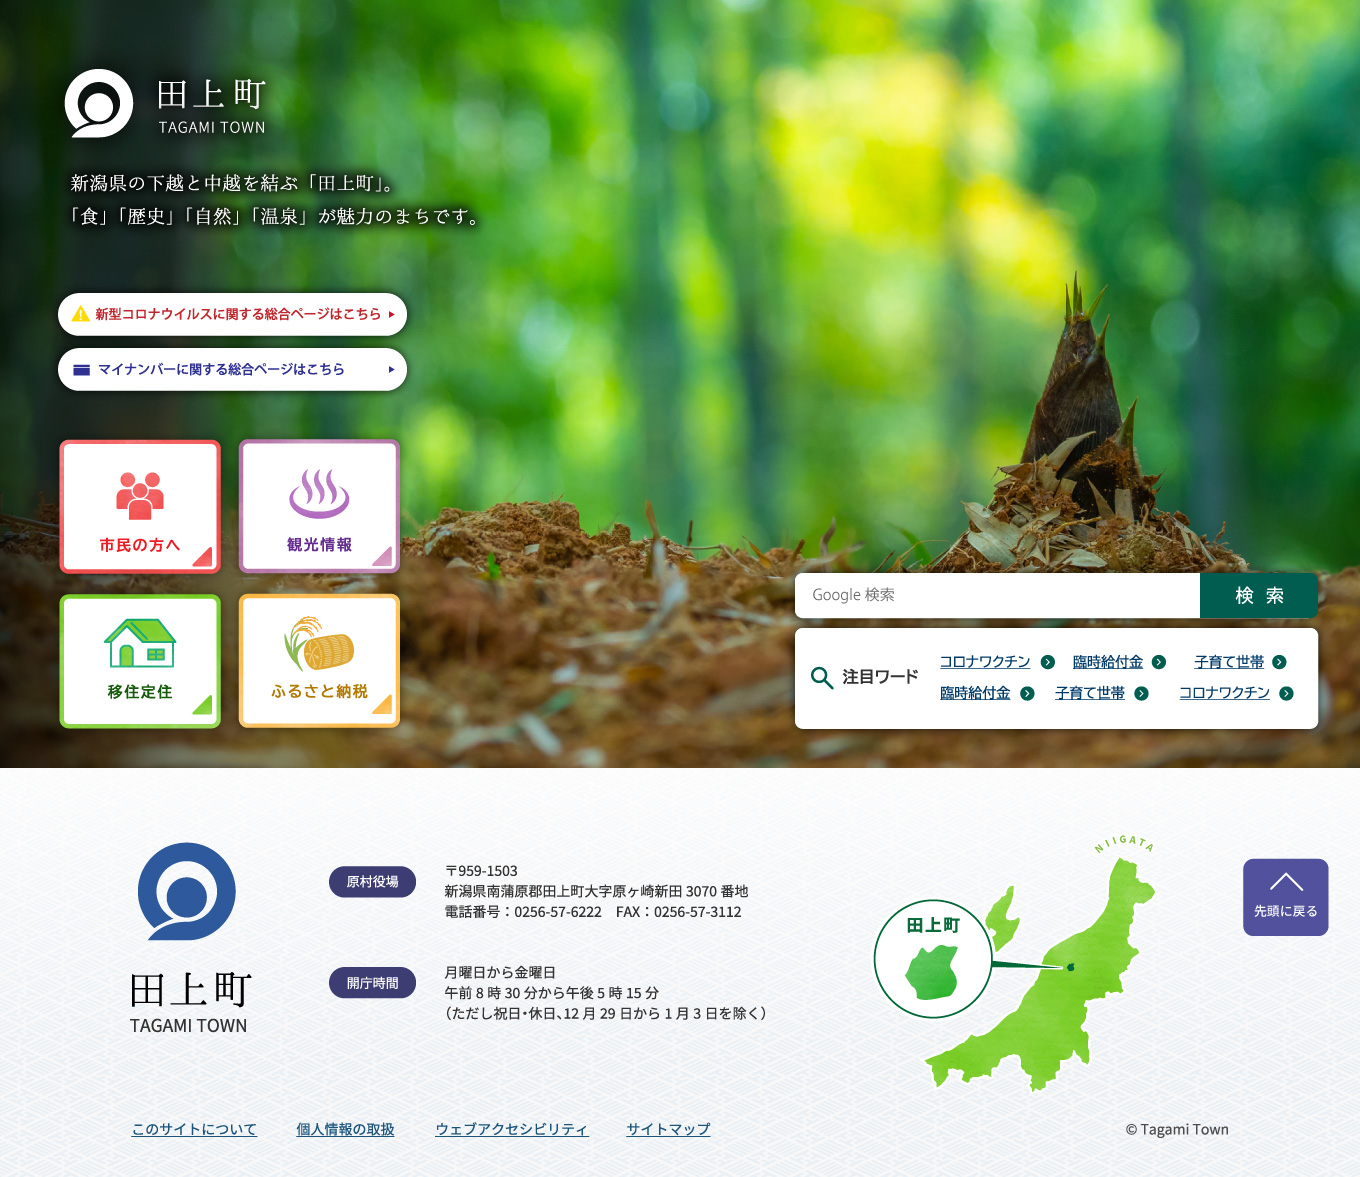 田上町
TAGAMI TOWN
新潟県の下越と中越を結ぶ「田上町」。
「食」「歴史」「自然」「温泉」が魅力のまちです。
新型コロナウイルスに関する総合ページはこちら
マイナンバーに関する総合ページはこちら
市民の方へ
観光情報
移住定住
ふるさと納税
Google 検索
検 索
注目ワード
コロナワクチン 臨時給付金 子育て世帯
臨時給付金 子育て世帯 コロナワクチン
田上町
TAGAMI TOWN
原村役場
〒959-1503
新潟県南蒲原郡田上町大字原ヶ崎新田 3070 番地
電話番号：0256-57-6222 FAX：0256-57-3112
開庁時間
月曜日から金曜日
午前 8 時 30 分から午後 5 時 15 分
（ただし祝日・休日、12 月 29 日から 1 月 3 日を除く）
NIIGATA
田上町
先頭に戻る
このサイトについて 個人情報の取扱 ウェブアクセシビリティ サイトマップ
© Tagami Town